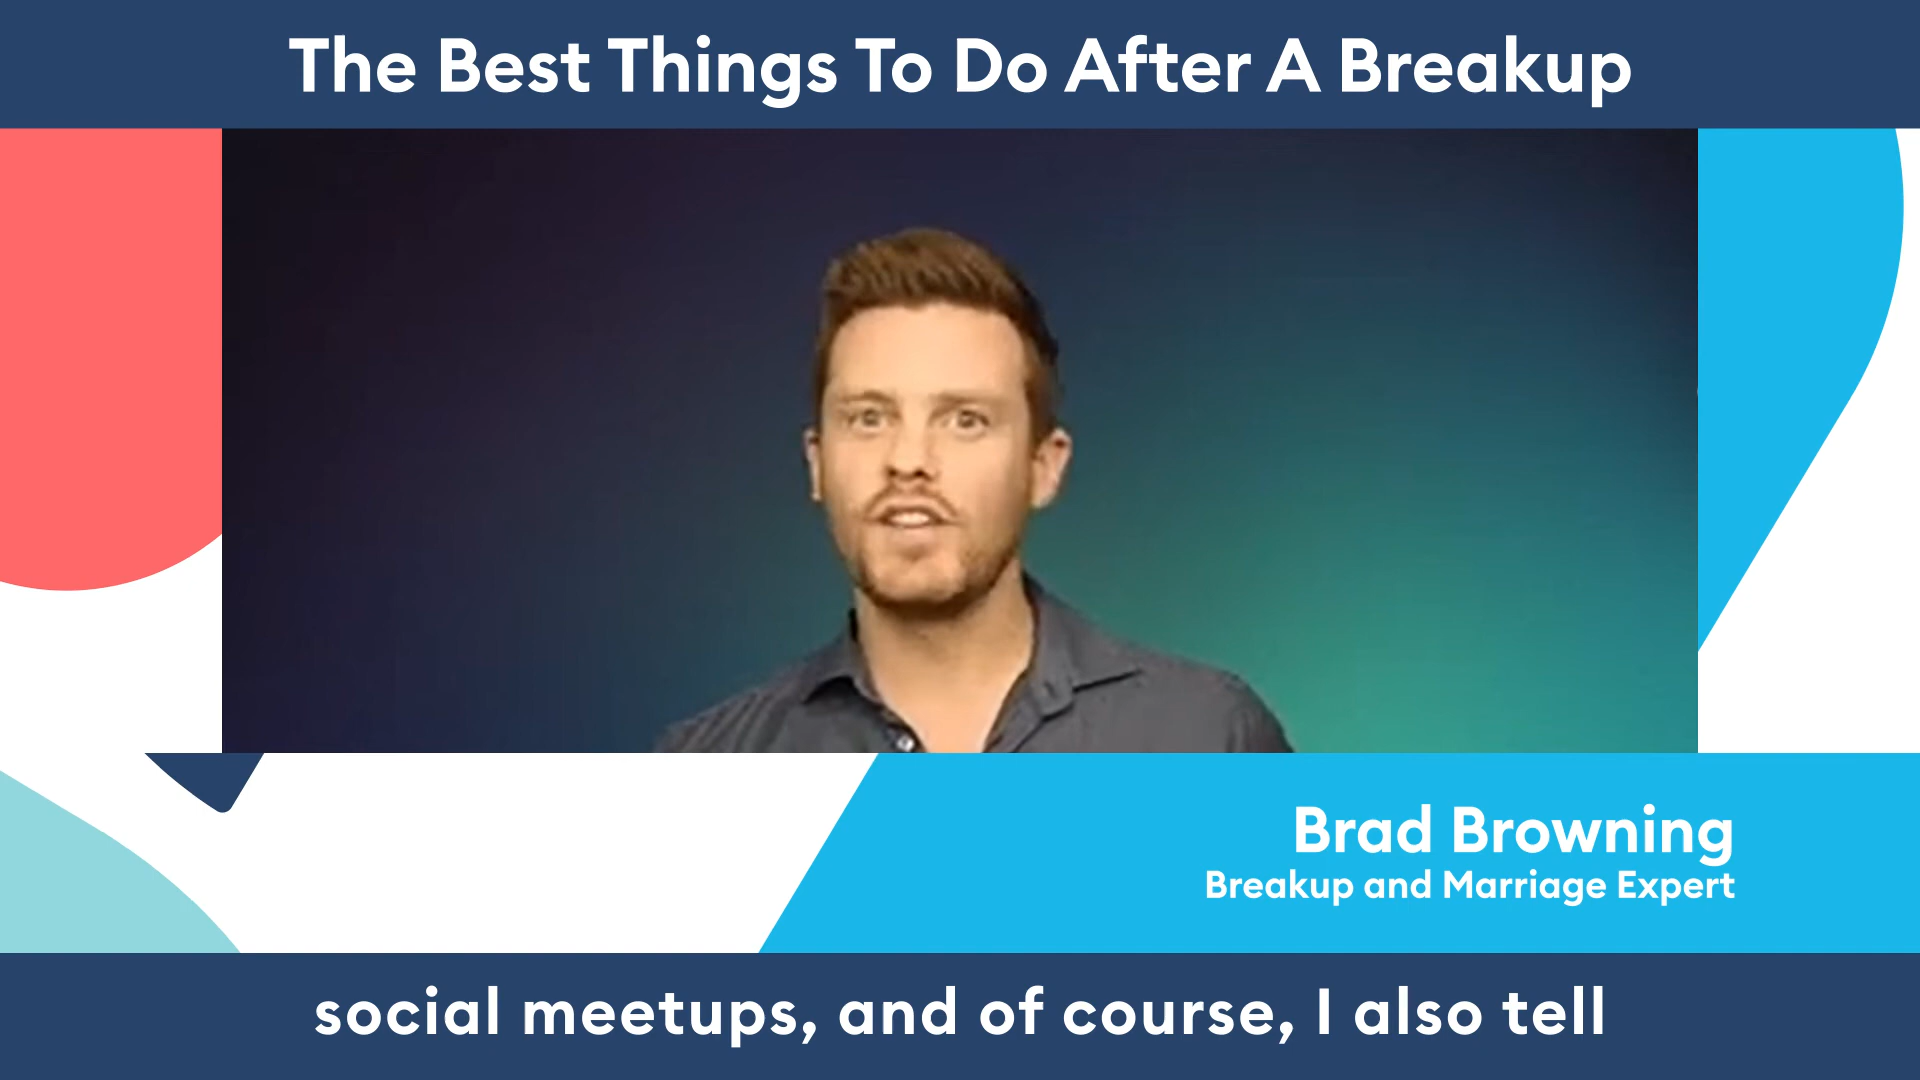 The Best Things To Do After A Breakup
Brad Browning
Breakup and Marriage Expert
social meetups, and of course, I also tell